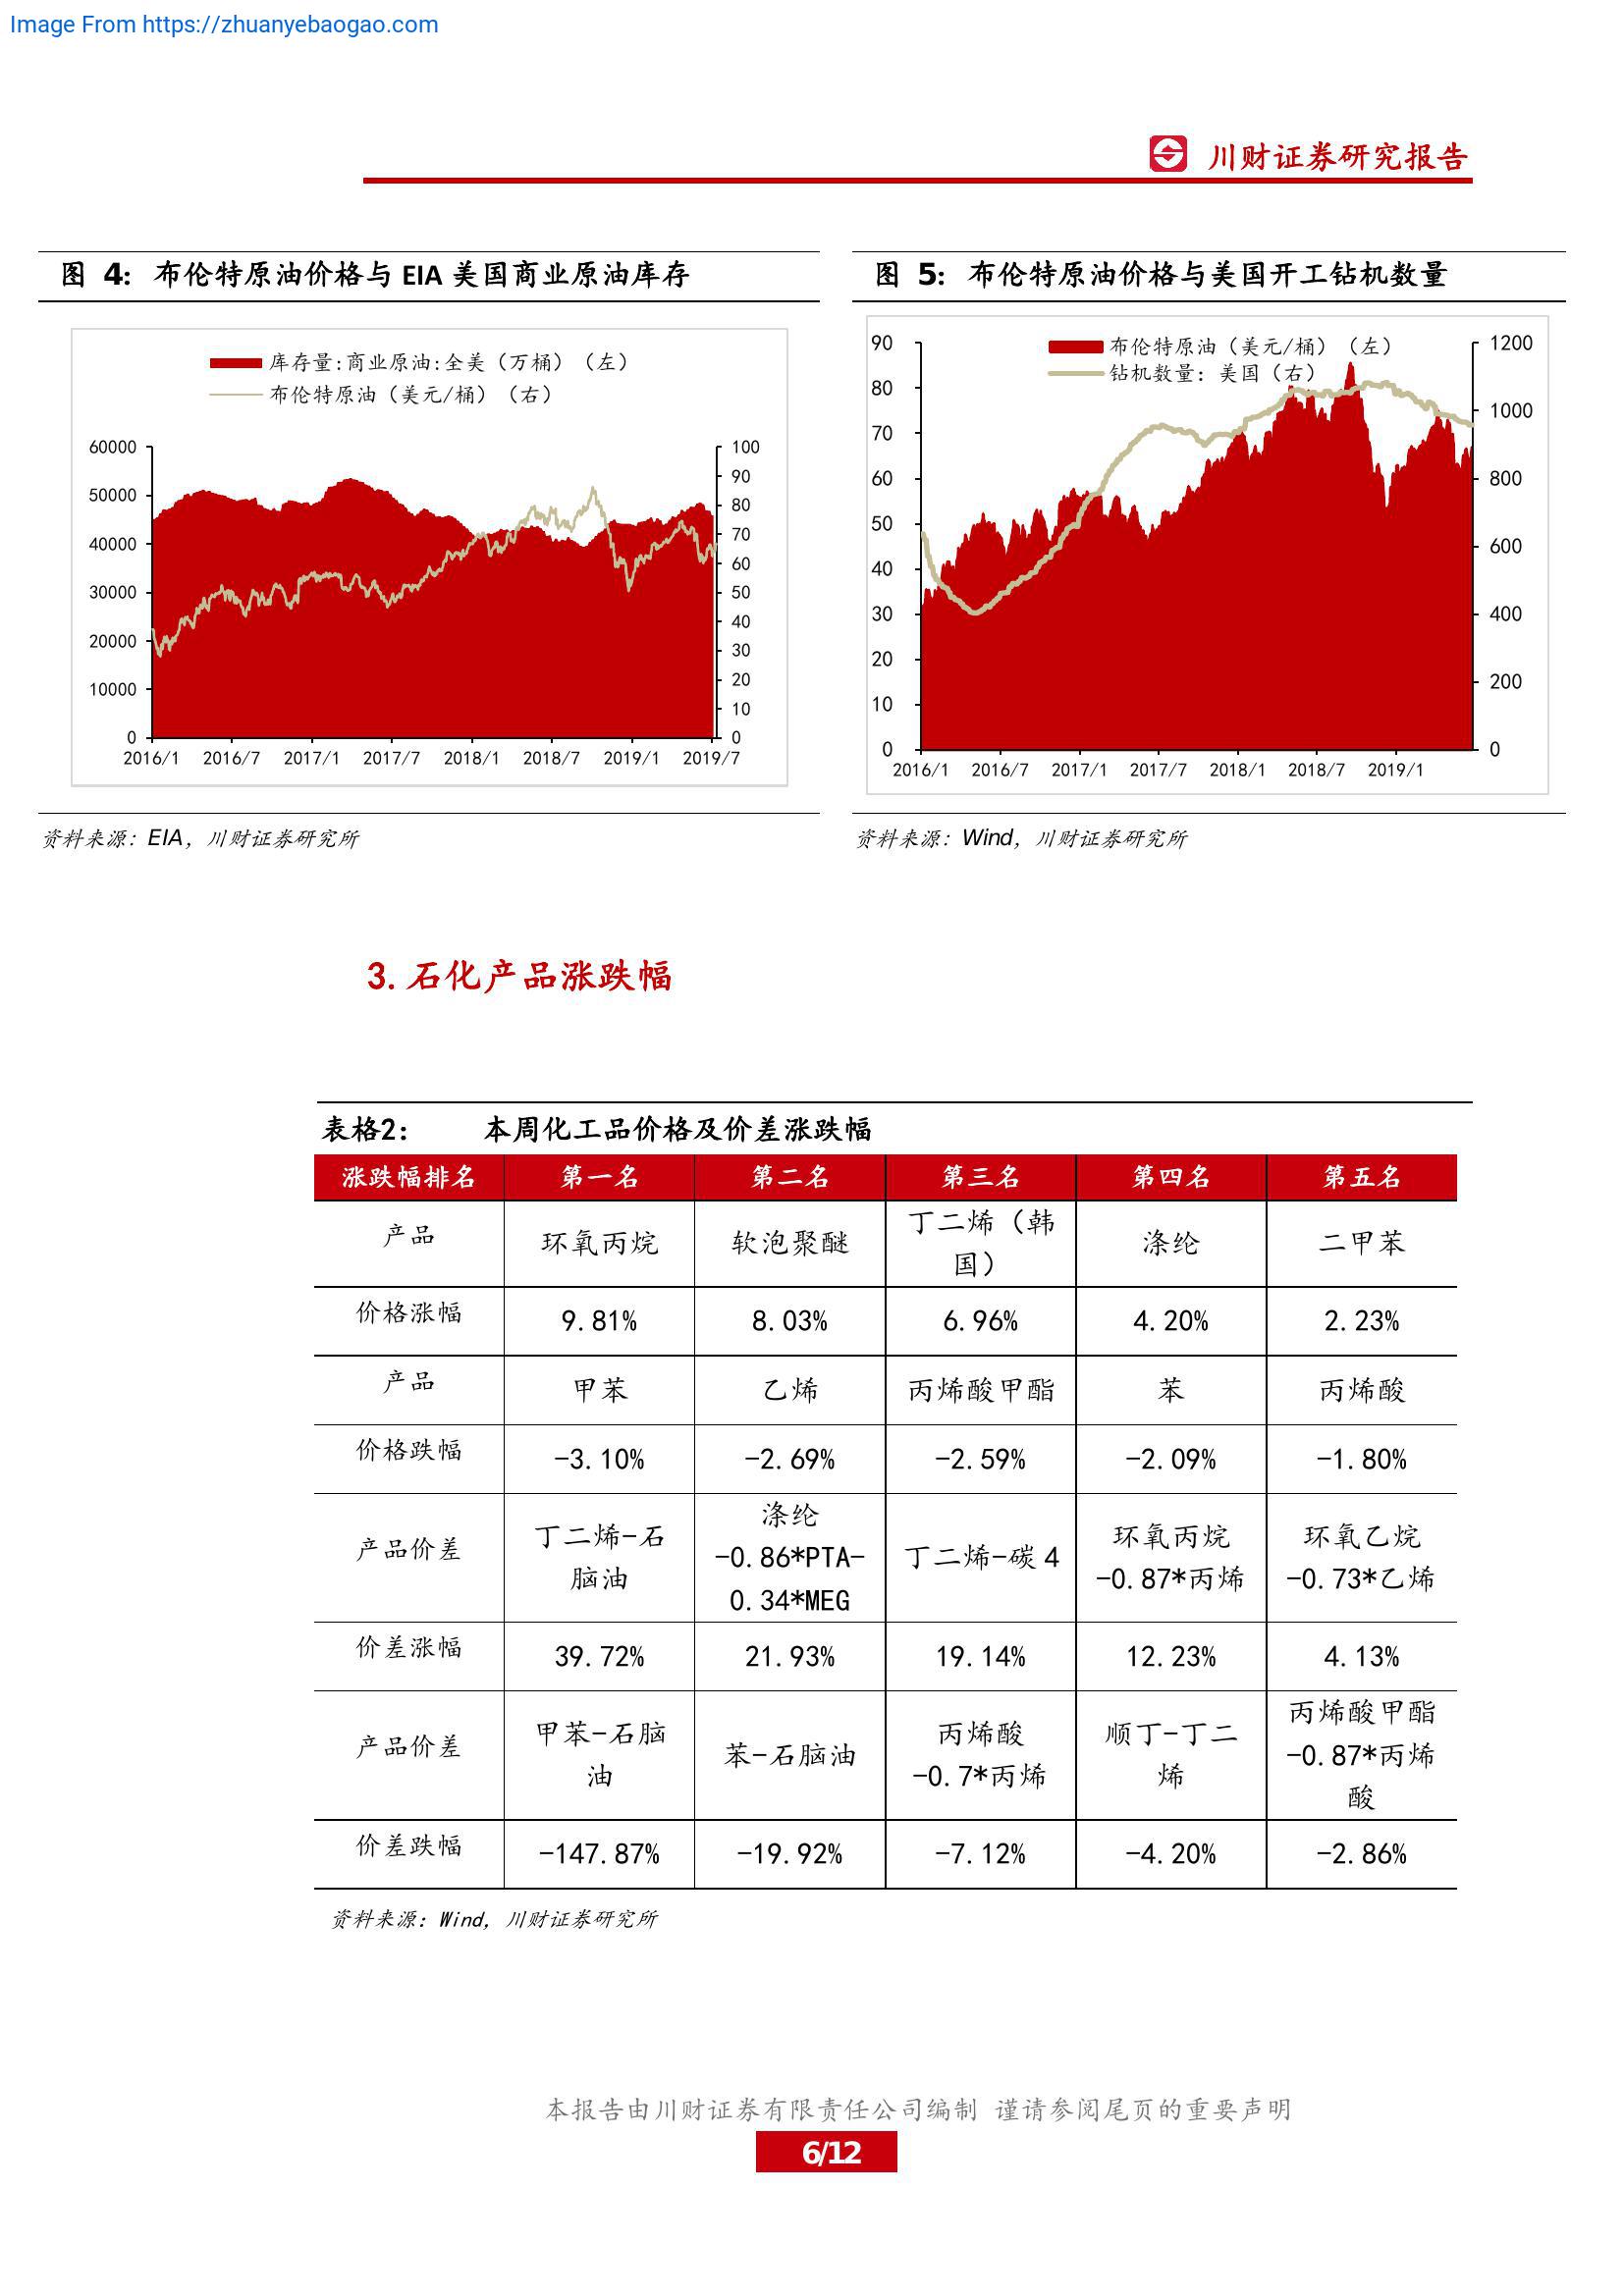 Image From https://zhuanyebaogao.com
川财证券研究报告
图 4: 布伦特原油价格与 EIA 美国商业原油库存
库存量:商业原油:全美（万桶）（左）
布伦特原油（美元/桶）（右）
60000
50000
40000
30000
20000
10000
0
100
90
80
70
60
50
40
30
20
10
0
2016/1 2016/7 2017/1 2017/7 2018/1 2018/7 2019/1 2019/7
资料来源：EIA，川财证券研究所
图 5: 布伦特原油价格与美国开工钻机数量
布伦特原油（美元/桶）（左）
钻机数量：美国（右）
90
80
70
60
50
40
30
20
10
0
1200
1000
800
600
400
200
0
2016/1 2016/7 2017/1 2017/7 2018/1 2018/7 2019/1
资料来源：Wind，川财证券研究所
3.石化产品涨跌幅
表格2： 本周化工品价格及价差涨跌幅
涨跌幅排名 第一名 第二名 第三名 第四名 第五名
产品 环氧丙烷 软泡聚醚 丁二烯（韩国） 涤纶 二甲苯
价格涨幅 9.81% 8.03% 6.96% 4.20% 2.23%
产品 甲苯 乙烯 丙烯酸甲酯 苯 丙烯酸
价格跌幅 -3.10% -2.69% -2.59% -2.09% -1.80%
产品价差 丁二烯-石脑油 涤纶-0.86*PTA-0.34*MEG 丁二烯-碳 4 环氧丙烷-0.87*丙烯 环氧乙烷-0.73*乙烯
价差涨幅 39.72% 21.93% 19.14% 12.23% 4.13%
产品价差 甲苯-石脑油 苯-石脑油 丙烯酸-0.7*丙烯 顺丁-丁二烯 丙烯酸甲酯-0.87*丙烯酸
价差跌幅 -147.87% -19.92% -7.12% -4.20% -2.86%
资料来源：Wind，川财证券研究所
本报告由川财证券有限责任公司编制 谨请参阅尾页的重要声明
6/12